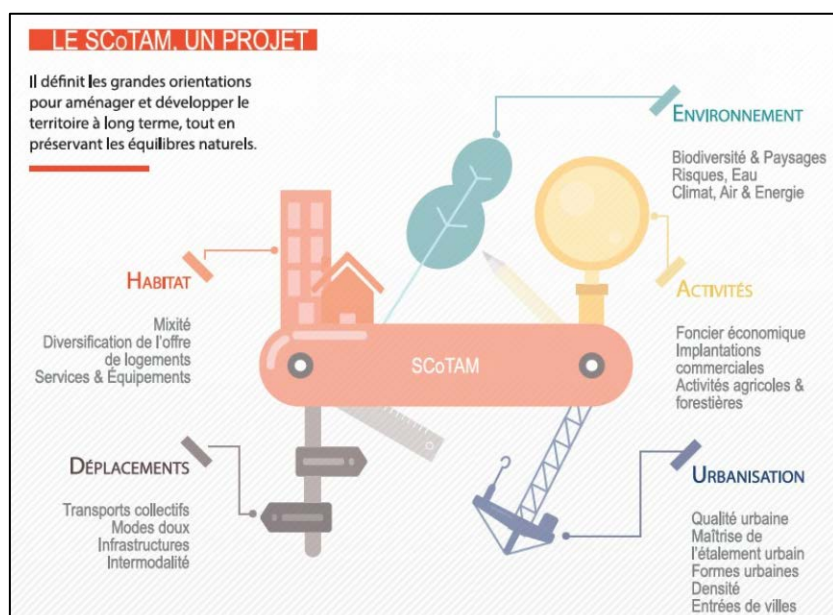 LE SCoTAM, UN PROJET
Il définit les grandes orientations
pour aménager et développer le
territoire à long terme, tout en
préservant les équilibres naturels.
ENVIRONNEMENT
Biodiversité & Paysages
Risques, Eau
Climat, Air & Energie
HABITAT
Mixité
Diversification de l'offre
de logements
Services & Équipements
ACTIVITÉS
Foncier économique
Implantations
commerciales
Activités agricoles &
forestières
SCoTAM
DÉPLACEMENTS
Transports collectifs
Modes doux
Infrastructures
Intermodalité
URBANISATION
Qualité urbaine
Maîtrise de
l'étalement urbain
Formes urbaines
Densité
Entrées de villes